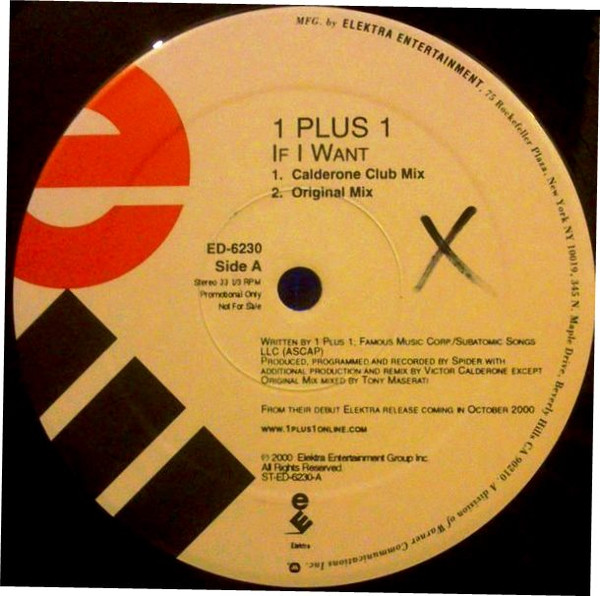 MFG. by ELEKTRA ENTERTAINMENT, 75 Rockefeller Plaza, New York NY 10019, 345 N. Maple Drive, Beverly Hills CA 90210. A division of Warner Communications Inc.
1 PLUS 1
IF I WANT
1. Calderone Club Mix
2. Original Mix
X
ED-6230
Side A
Stereo 33 1/3 RPM
Promotional Only
Not For Sale
WRITTEN BY 1 PLUS 1; FAMOUS MUSIC CORP./SUBATOMIC SONGS
LLC (ASCAP)
PRODUCED, PROGRAMMED AND RECORDED BY SPIDER WITH
ADDITIONAL PRODUCTION AND REMIX BY VICTOR CALDERONE EXCEPT
ORIGINAL MIX MIXED BY TONY MASERATI
FROM THEIR DEBUT ELEKTRA RELEASE COMING IN OCTOBER 2000
WWW.1PLUS1ONLINE.COM
℗© 2000 Elektra Entertainment Group Inc.
All Rights Reserved.
ST-ED-6230-A
Elektra